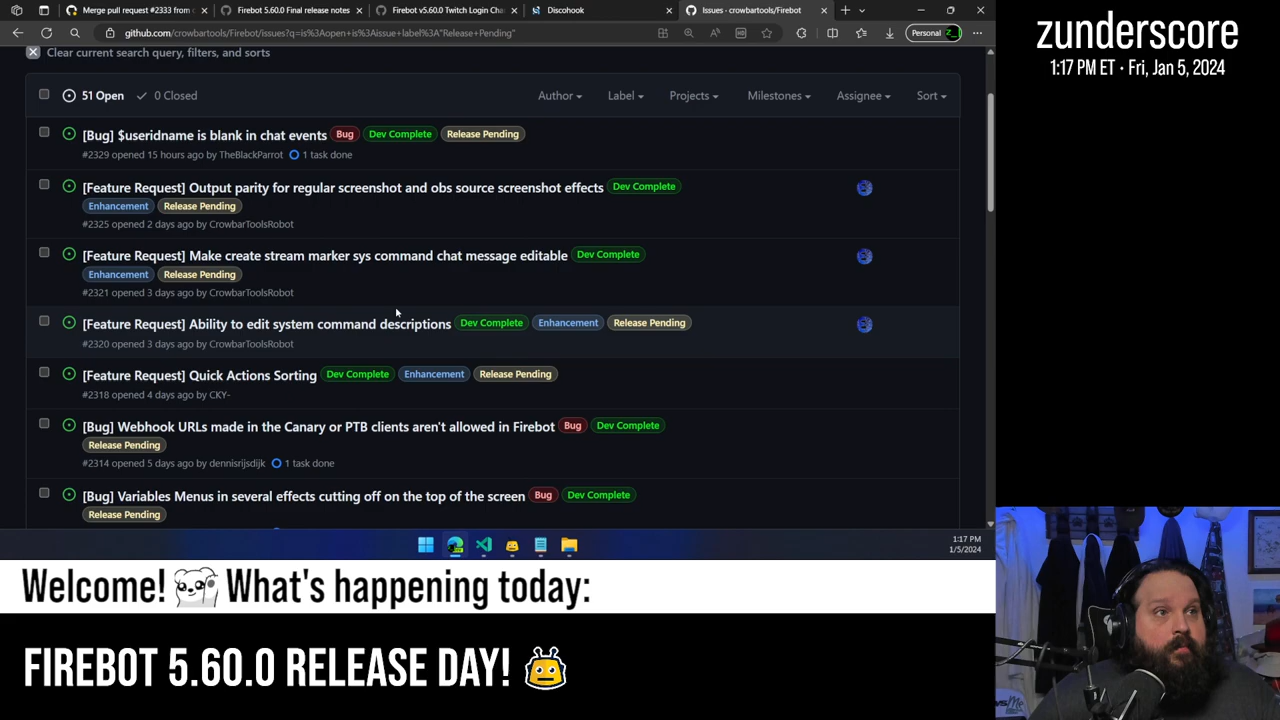 Merge pull request #2333 from c
Firebot 5.60.0 Final release notes
Firebot v5.60.0 Twitch Login Cha
Discohook
Issues · crowbartools/Firebot
github.com/crowbartools/Firebot/issues?q=is%3Aopen+is%3Aissue+label%3A"Release+Pending"
Personal
Clear current search query, filters, and sorts
51 Open
0 Closed
Author
Label
Projects
Milestones
Assignee
Sort
[Bug] $useridname is blank in chat events Bug Dev Complete Release Pending
#2329 opened 15 hours ago by TheBlackParrot 1 task done
[Feature Request] Output parity for regular screenshot and obs source screenshot effects Dev Complete
Enhancement Release Pending
#2325 opened 2 days ago by CrowbarToolsRobot
[Feature Request] Make create stream marker sys command chat message editable Dev Complete
Enhancement Release Pending
#2321 opened 3 days ago by CrowbarToolsRobot
[Feature Request] Ability to edit system command descriptions Dev Complete Enhancement Release Pending
#2320 opened 3 days ago by CrowbarToolsRobot
[Feature Request] Quick Actions Sorting Dev Complete Enhancement Release Pending
#2318 opened 4 days ago by CKY-
[Bug] Webhook URLs made in the Canary or PTB clients aren't allowed in Firebot Bug Dev Complete
Release Pending
#2314 opened 5 days ago by dennisrijsdijk 1 task done
[Bug] Variables Menus in several effects cutting off on the top of the screen Bug Dev Complete
Release Pending
1:17 PM
1/5/2024
zunderscore
1:17 PM ET · Fri, Jan 5, 2024
Welcome! What's happening today:
FIREBOT 5.60.0 RELEASE DAY!